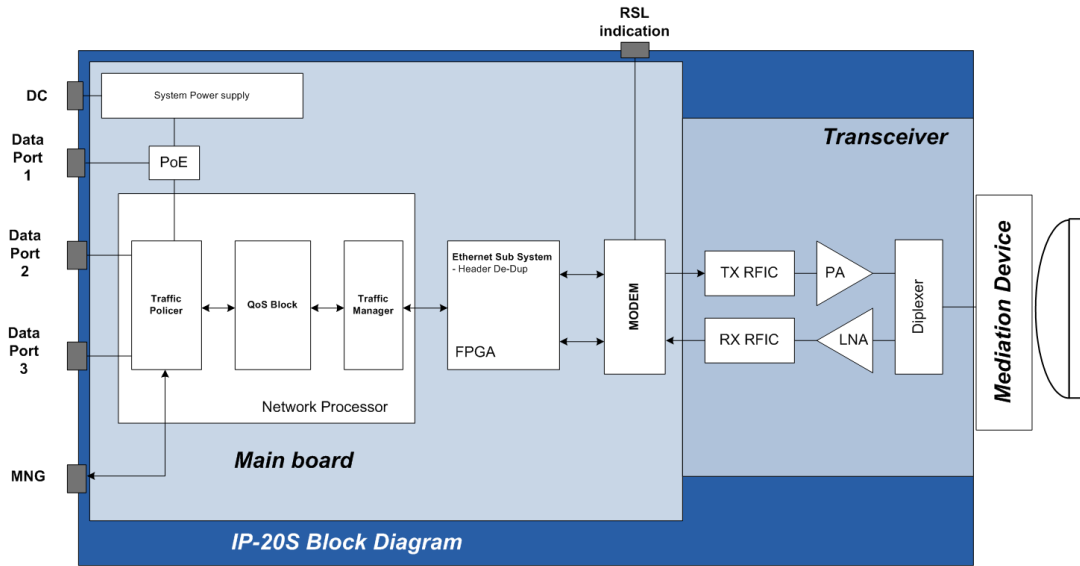 RSL
indication
DC
System Power supply
Data
Port
1
PoE
Transceiver
Data
Port
2
Traffic
Policer
QoS Block
Traffic
Manager
Ethernet Sub System
- Header De-Dup
FPGA
MODEM
TX RFIC
PA
RX RFIC
LNA
Diplexer
Mediation Device
Data
Port
3
Network Processor
Main board
MNG
IP-20S Block Diagram